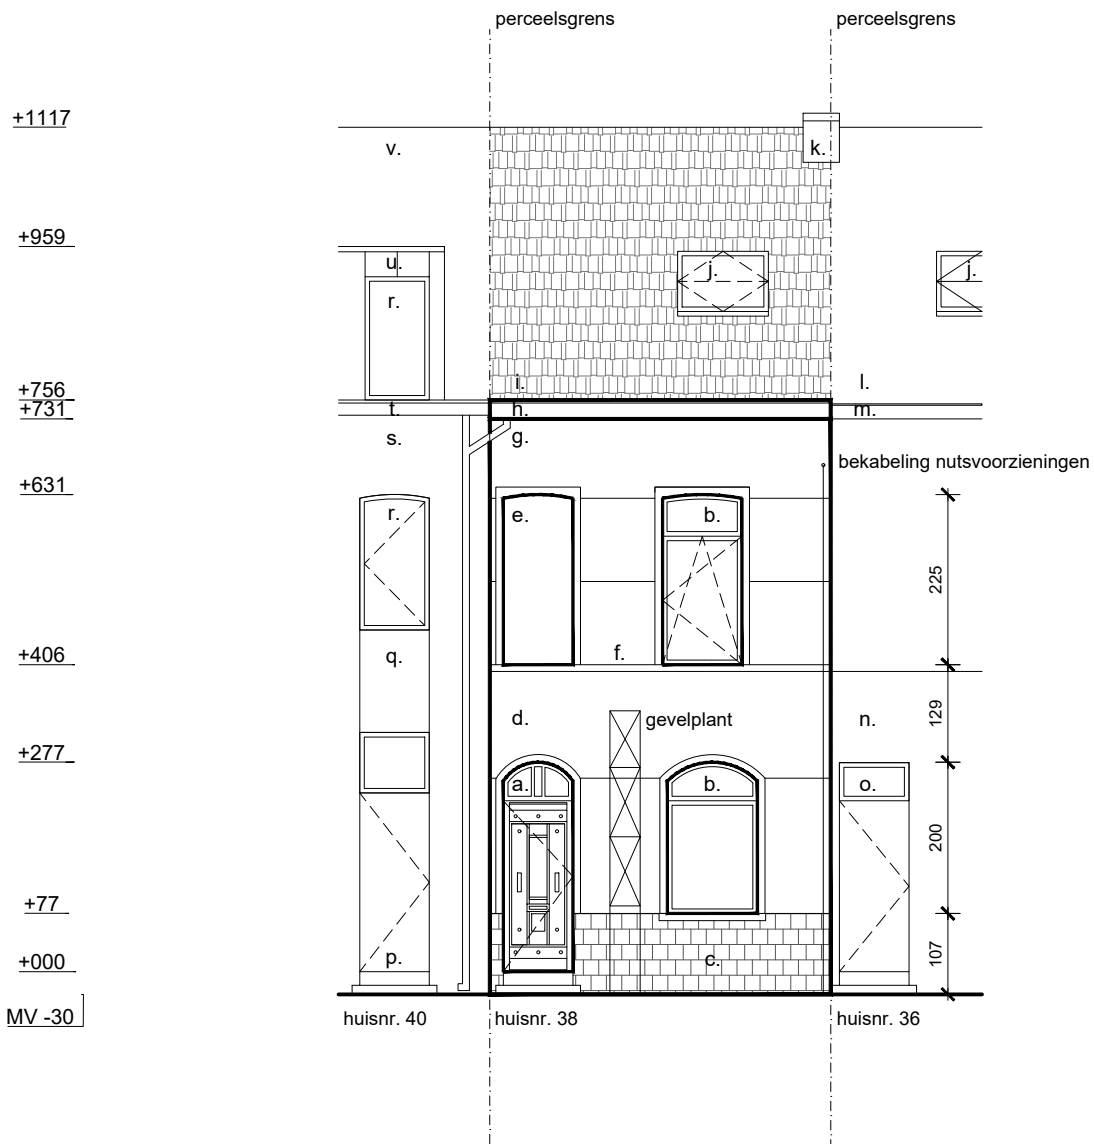 perceelsgrens perceelsgrens
+1117
v. k.
+959
u. j. j.
r.
+756 i. l.
+731 t. h. m.
s. g.
bekabeling nutsvoorzieningen
+631
r. e. b.
225
+406 q. f.
d. gevelplant n.
129
+277
a. b. o.
200
+77
+000 p. c.
107
MV -30 huisnr. 40 huisnr. 38 huisnr. 36